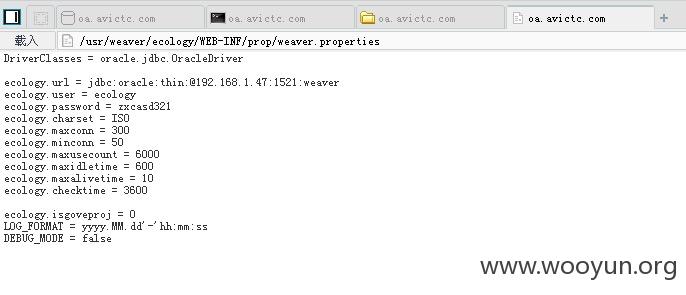 oa.avictc.com
oa.avictc.com
oa.avictc.com
oa.avictc.com
+
载入
/usr/weaver/ecology/WEB-INF/prop/weaver.properties
DriverClasses = oracle.jdbc.OracleDriver
ecology.url = jdbc:oracle:thin:@192.168.1.47:1521:weaver
ecology.user = ecology
ecology.password = zxcasd321
ecology.charset = ISO
ecology.maxconn = 300
ecology.minconn = 50
ecology.maxusecount = 6000
ecology.maxidletime = 600
ecology.maxalivetime = 10
ecology.checktime = 3600
ecology.isgoveproj = 0
LOG_FORMAT = yyyy.MM.dd'-'hh:mm:ss
DEBUG_MODE = false
www.wooyun.org